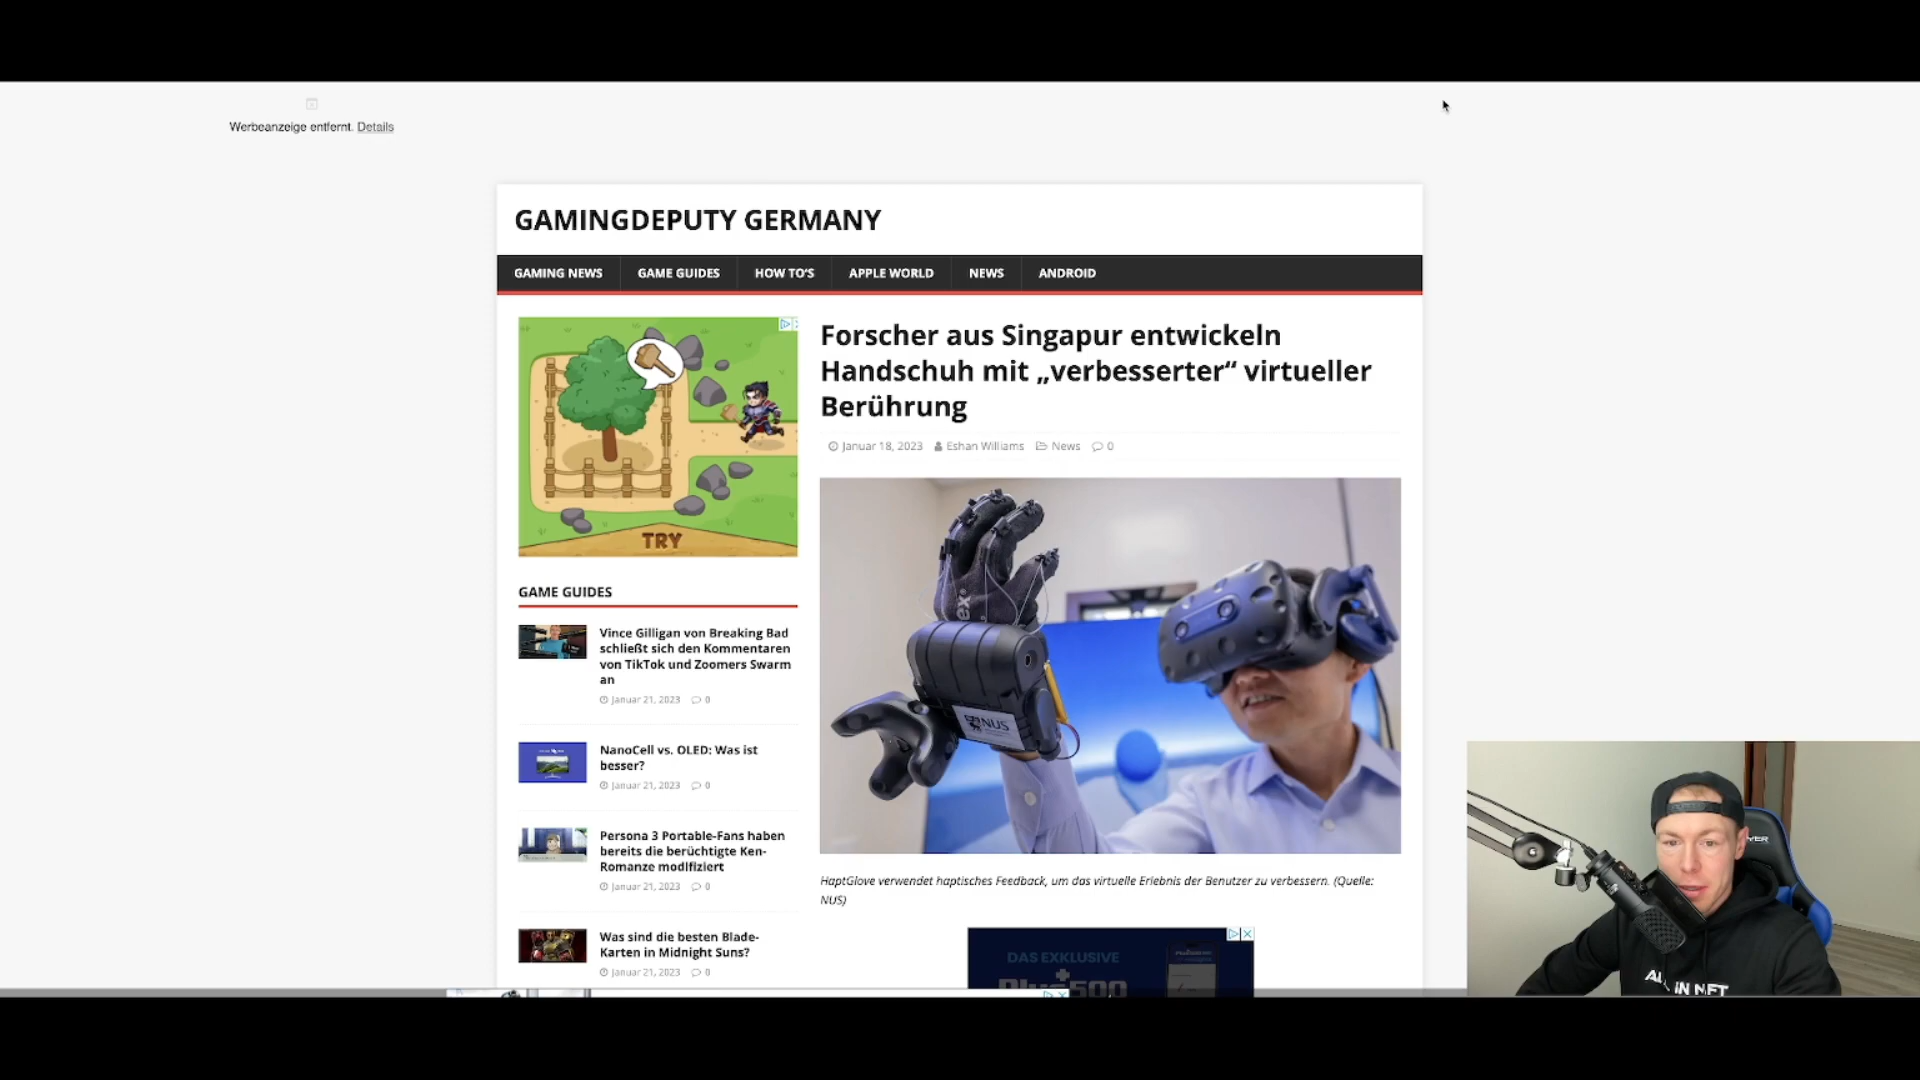 Werbeanzeige entfernt. Details
GAMINGDEPUTY GERMANY
GAMING NEWS
GAME GUIDES
HOW TO'S
APPLE WORLD
NEWS
ANDROID
TRY
GAME GUIDES
Vince Gilligan von Breaking Bad
schließt sich den Kommentaren
von TikTok und Zoomers Swarm
an
Januar 21, 2023 0
NanoCell vs. OLED: Was ist
besser?
Januar 21, 2023 0
Persona 3 Portable-Fans haben
bereits die berüchtigte Ken-
Romanze modifiziert
Januar 21, 2023 0
Was sind die besten Blade-
Karten in Midnight Suns?
Januar 21, 2023 0
Forscher aus Singapur entwickeln
Handschuh mit „verbesserter“ virtueller
Berührung
Januar 18, 2023 Eshan Williams News 0
NUS
HaptGlove verwendet haptisches Feedback, um das virtuelle Erlebnis der Benutzer zu verbessern. (Quelle:
NUS)
DAS EXKLUSIVE
Plus500
IN NFT